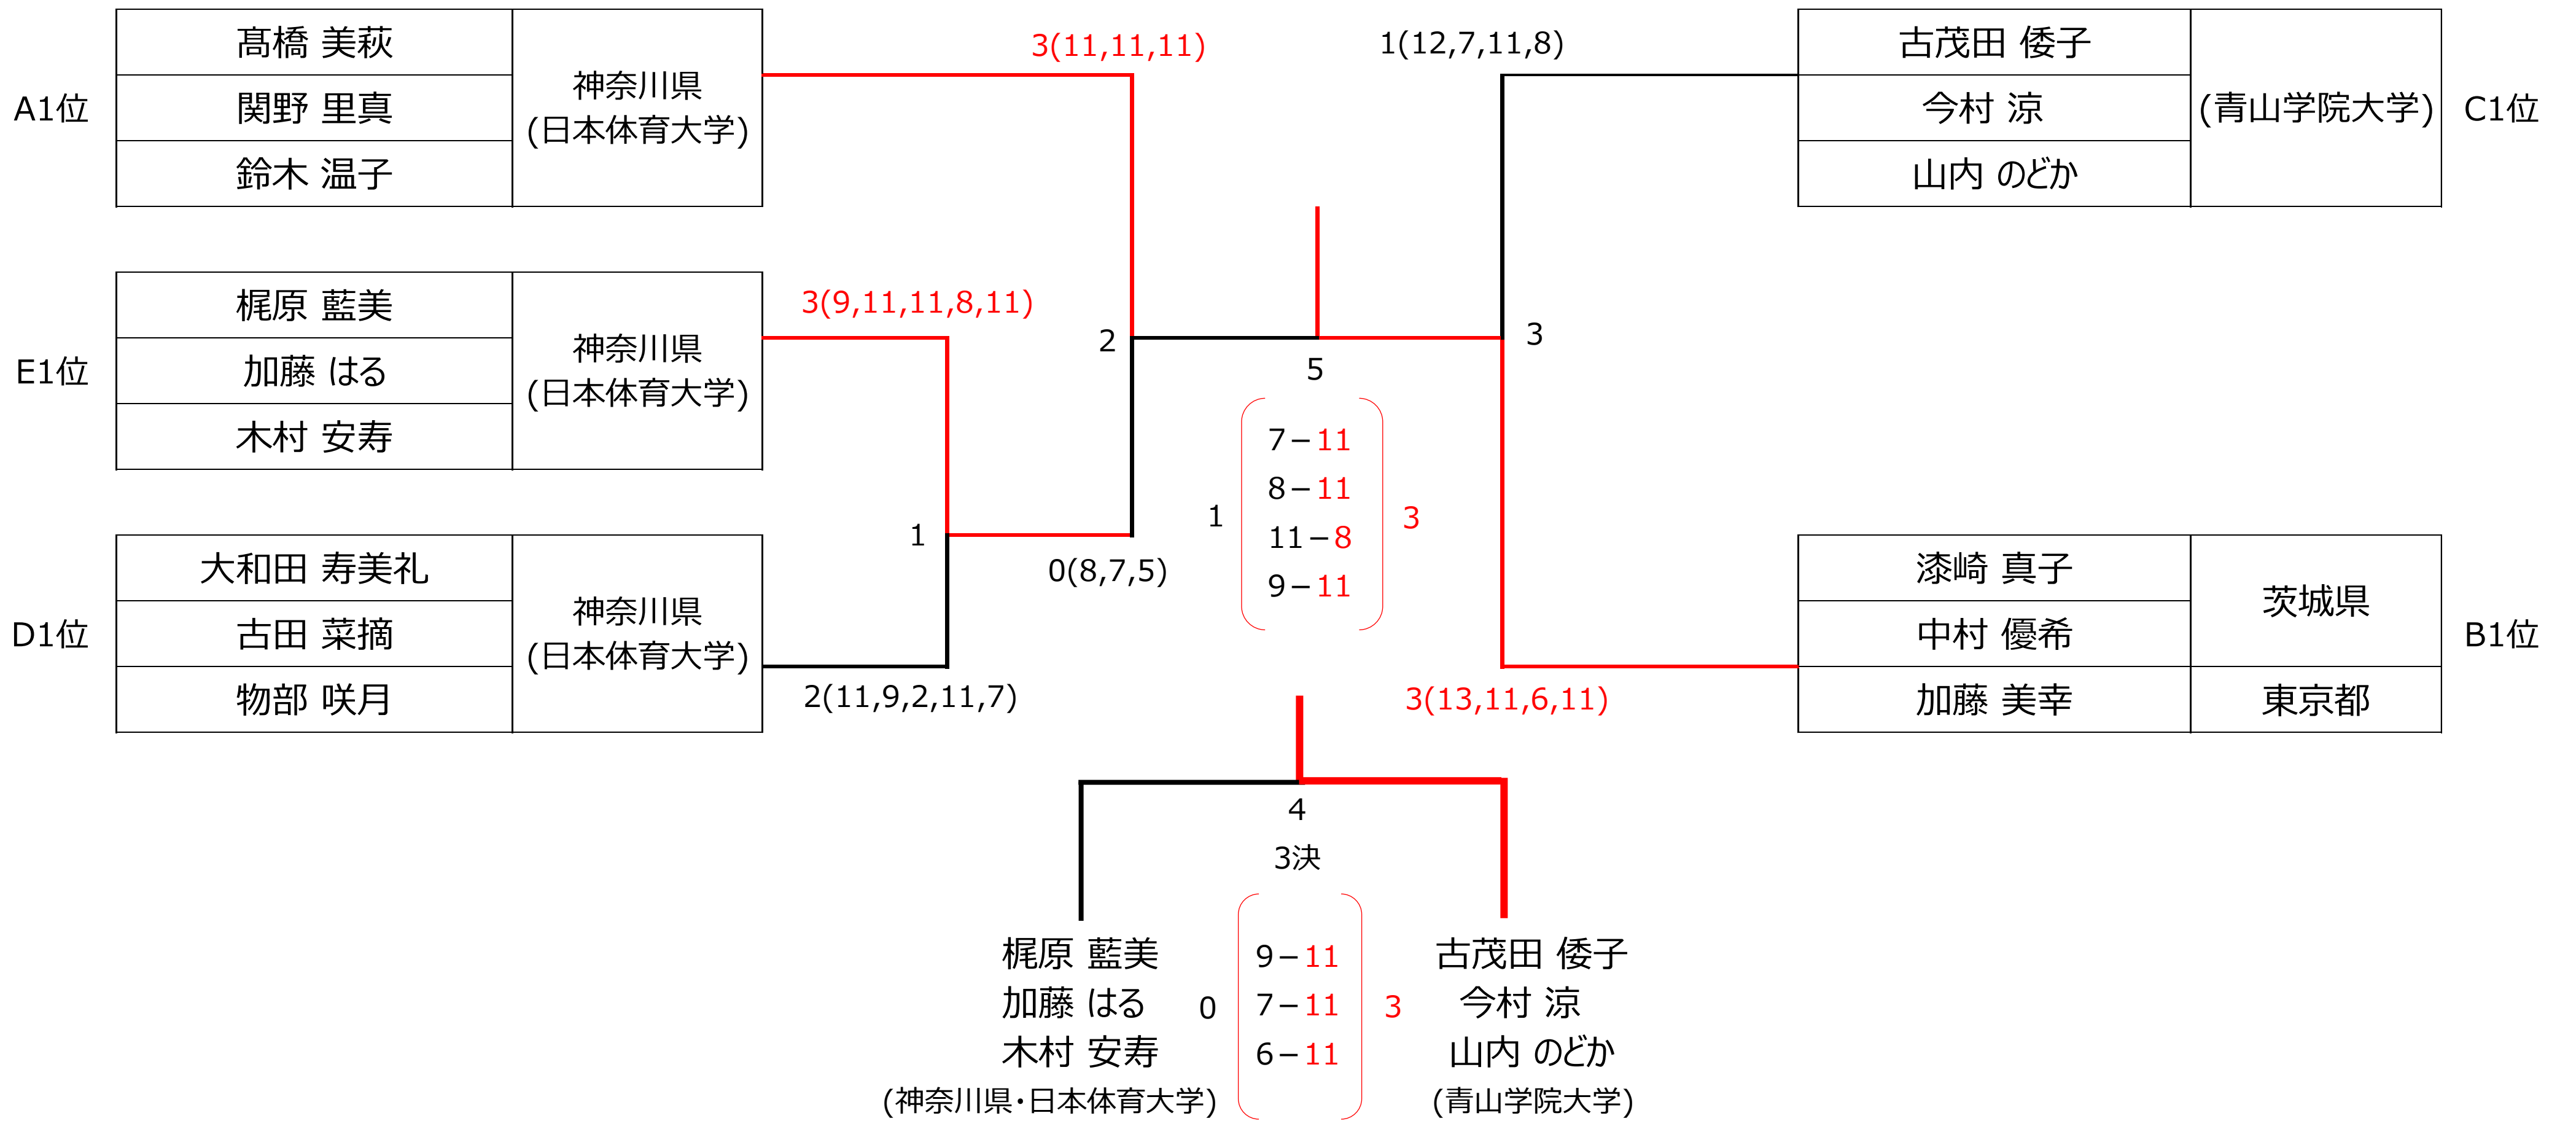 A1位
髙橋 美萩
関野 里真
鈴木 温子
神奈川県
(日本体育大学)
3(11,11,11)
1(12,7,11,8)
古茂田 倭子
今村 涼
山内 のどか
(青山学院大学)
C1位
E1位
梶原 藍美
加藤 はる
木村 安寿
神奈川県
(日本体育大学)
3(9,11,11,8,11)
2
3
5
7－11
8－11
11－8
9－11
1
3
1
0(8,7,5)
D1位
大和田 寿美礼
古田 菜摘
物部 咲月
神奈川県
(日本体育大学)
2(11,9,2,11,7)
3(13,11,6,11)
漆崎 真子
中村 優希
加藤 美幸
茨城県
東京都
B1位
4
3決
梶原 藍美
加藤 はる
木村 安寿
(神奈川県・日本体育大学)
0
9－11
7－11
6－11
3
古茂田 倭子
今村 涼
山内 のどか
(青山学院大学)